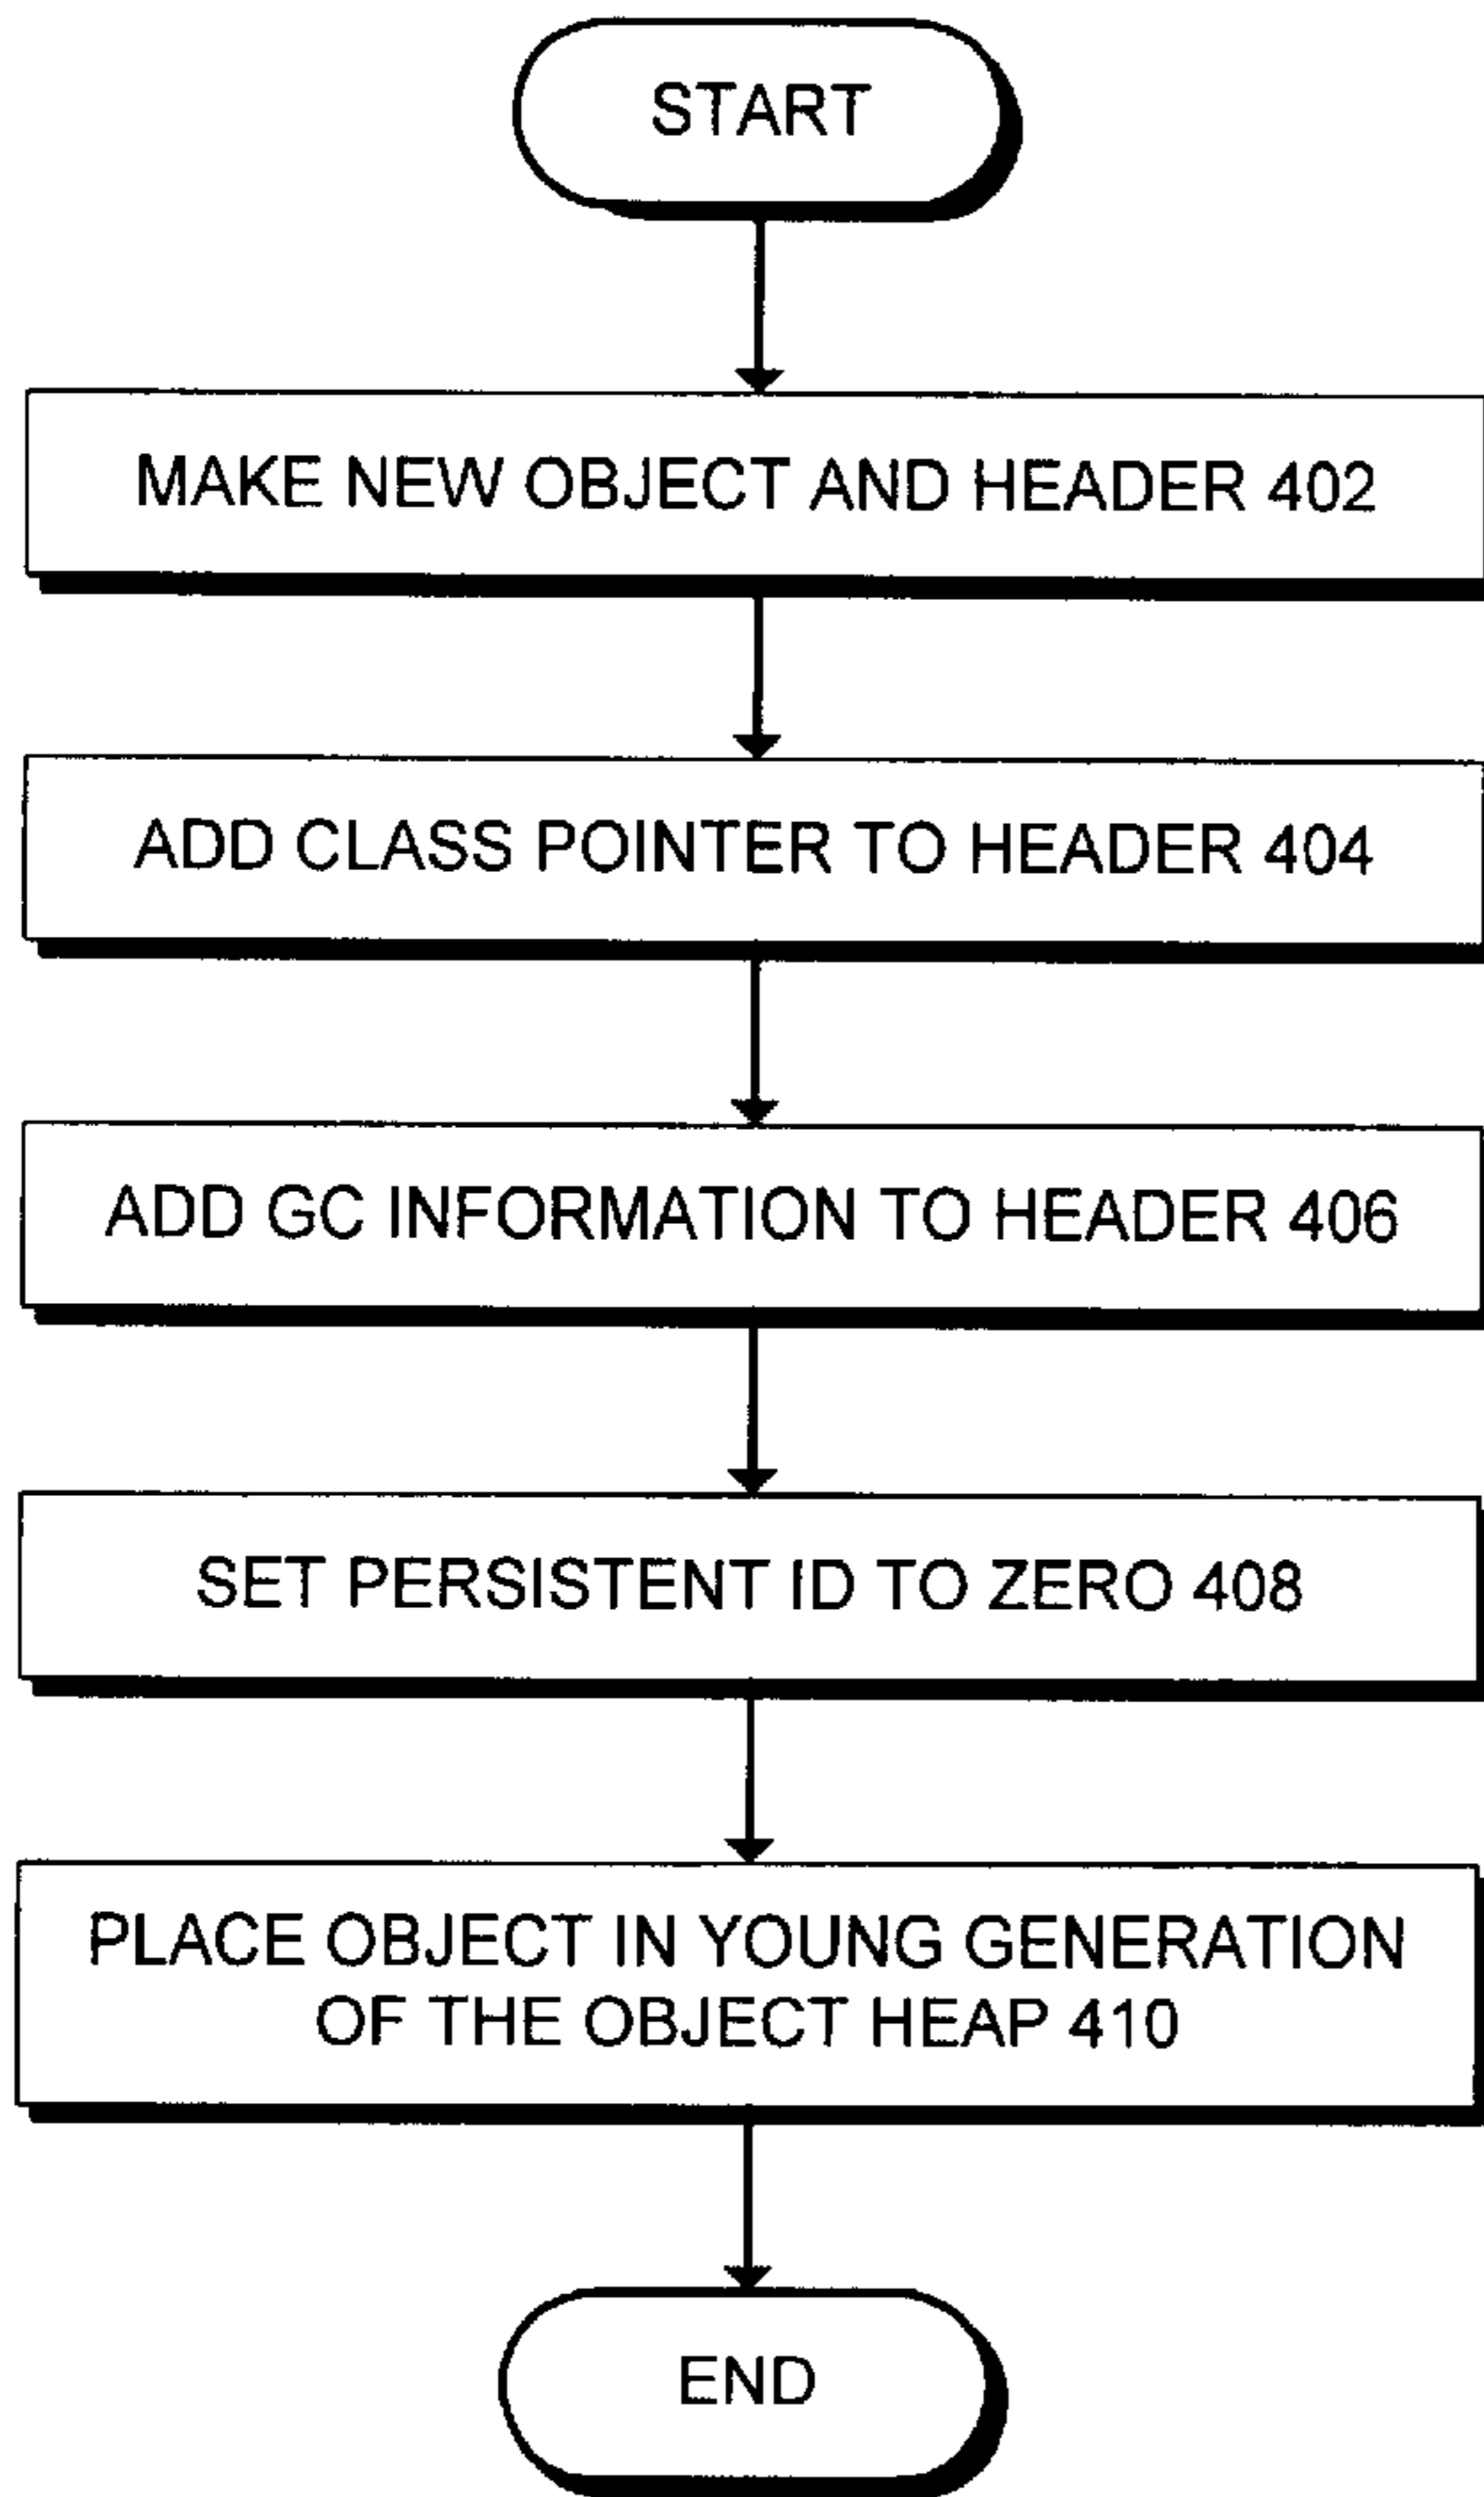 START
MAKE NEW OBJECT AND HEADER 402
ADD CLASS POINTER TO HEADER 404
ADD GC INFORMATION TO HEADER 406
SET PERSISTENT ID TO ZERO 408
PLACE OBJECT IN YOUNG GENERATION
OF THE OBJECT HEAP 410
END